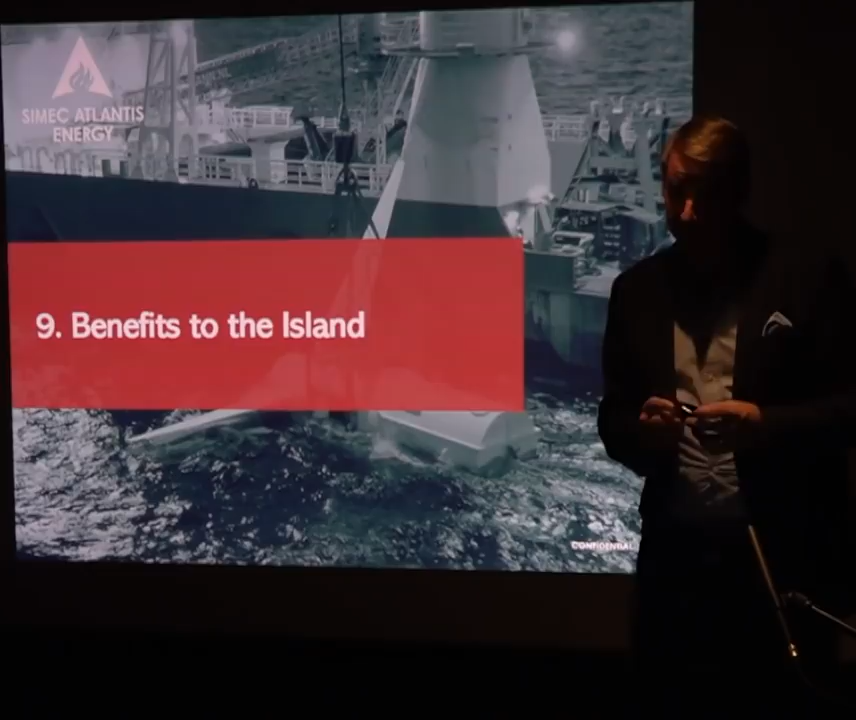 SIMEC ATLANTIS
ENERGY
9. Benefits to the Island
CONFIDENTIAL